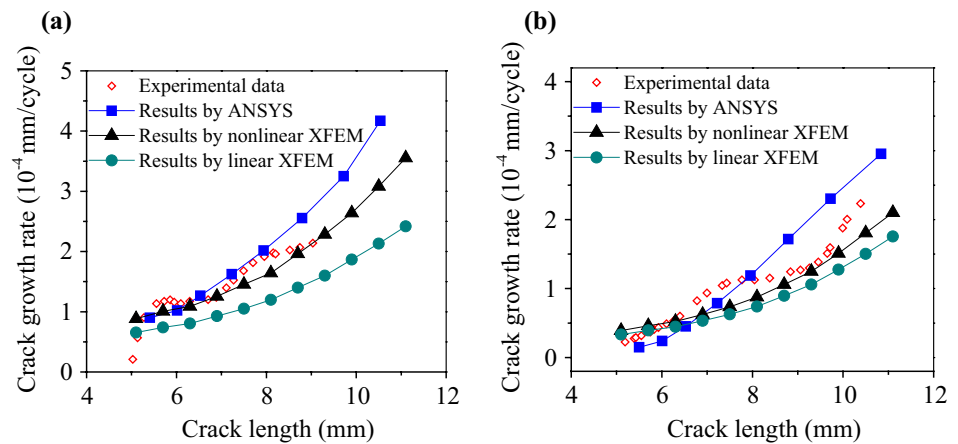 (a)
Crack growth rate (10⁻⁴ mm/cycle)
5
4
3
2
1
0
Experimental data
Results by ANSYS
Results by nonlinear XFEM
Results by linear XFEM
4 6 8 10 12
Crack length (mm)
(b)
Crack growth rate (10⁻⁴ mm/cycle)
4
3
2
1
0
Experimental data
Results by ANSYS
Results by nonlinear XFEM
Results by linear XFEM
4 6 8 10 12
Crack length (mm)